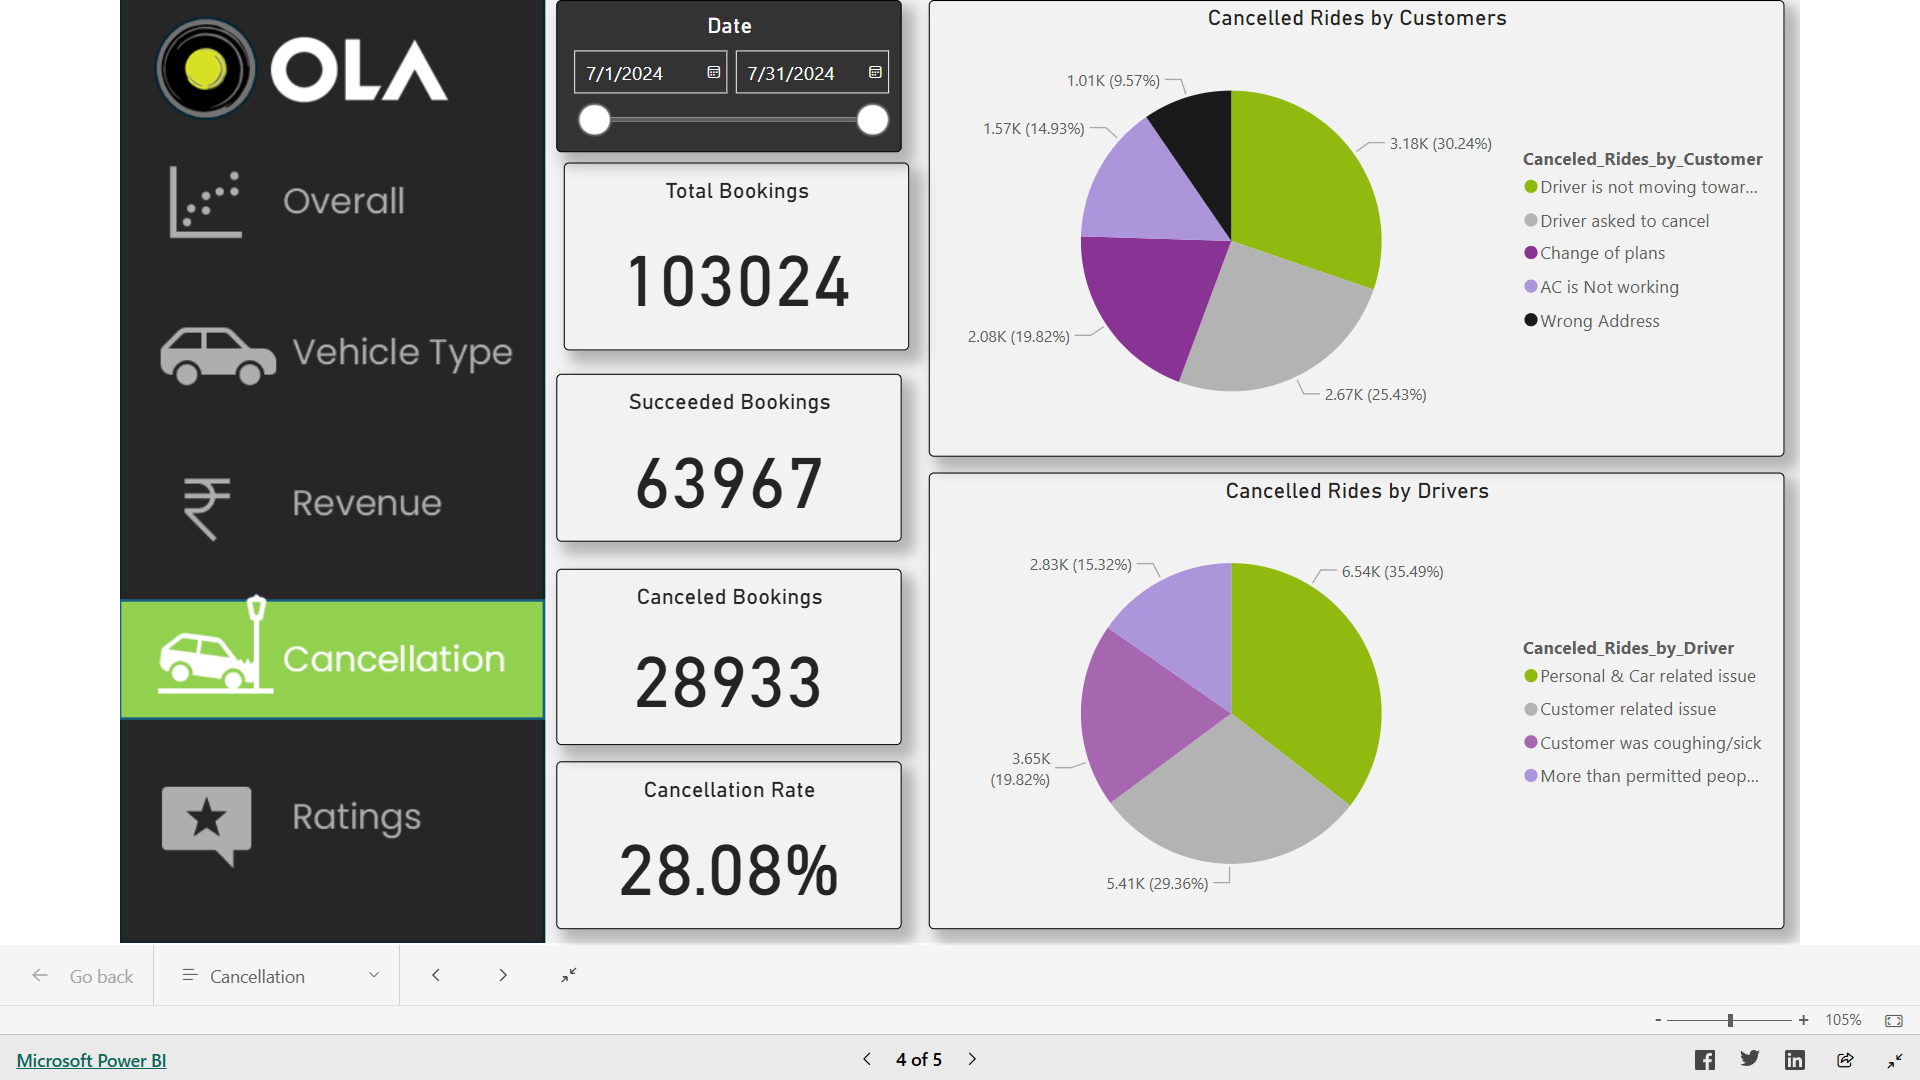 OLA
Overall
Vehicle Type
Revenue
Cancellation
Ratings
Date
7/1/2024
7/31/2024
Total Bookings
103024
Succeeded Bookings
63967
Canceled Bookings
28933
Cancellation Rate
28.08%
Cancelled Rides by Customers
1.01K (9.57%)
1.57K (14.93%)
3.18K (30.24%)
2.08K (19.82%)
2.67K (25.43%)
Canceled_Rides_by_Customer
Driver is not moving towar...
Driver asked to cancel
Change of plans
AC is Not working
Wrong Address
Cancelled Rides by Drivers
2.83K (15.32%)
6.54K (35.49%)
3.65K
(19.82%)
5.41K (29.36%)
Canceled_Rides_by_Driver
Personal & Car related issue
Customer related issue
Customer was coughing/sick
More than permitted peop...
Go back
Cancellation
- + 105%
Microsoft Power BI
4 of 5